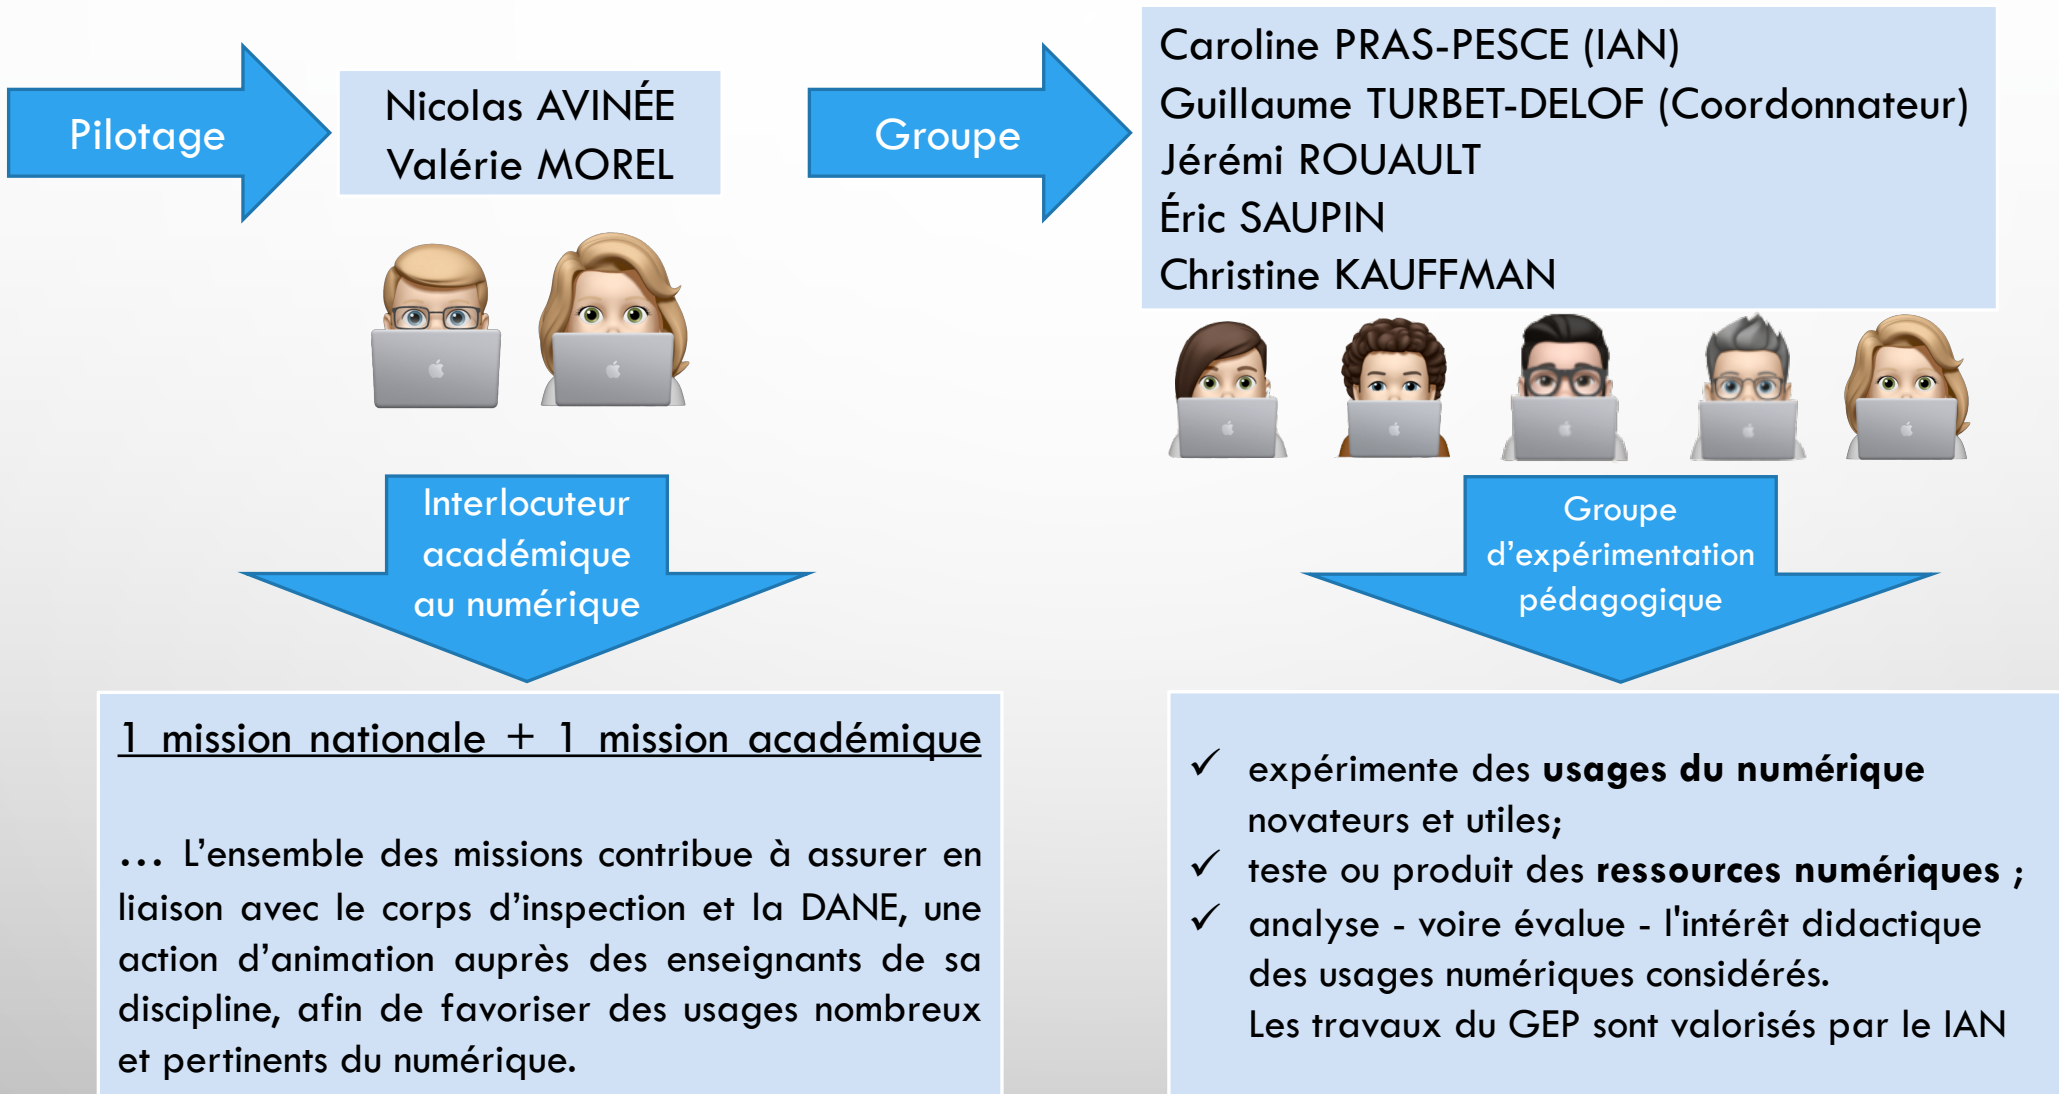 Pilotage
Nicolas AVINÉE
Valérie MOREL
Groupe
Caroline PRAS-PESCE (IAN)
Guillaume TURBET-DELOF (Coordonnateur)
Jérémi ROUAULT
Éric SAUPIN
Christine KAUFFMAN
Interlocuteur
académique
au numérique
1 mission nationale + 1 mission académique
… L’ensemble des missions contribue à assurer en
liaison avec le corps d’inspection et la DANE, une
action d’animation auprès des enseignants de sa
discipline, afin de favoriser des usages nombreux
et pertinents du numérique.
Groupe
d’expérimentation
pédagogique
✓ expérimente des usages du numérique
novateurs et utiles;
✓ teste ou produit des ressources numériques ;
✓ analyse - voire évalue - l'intérêt didactique
des usages numériques considérés.
Les travaux du GEP sont valorisés par le IAN